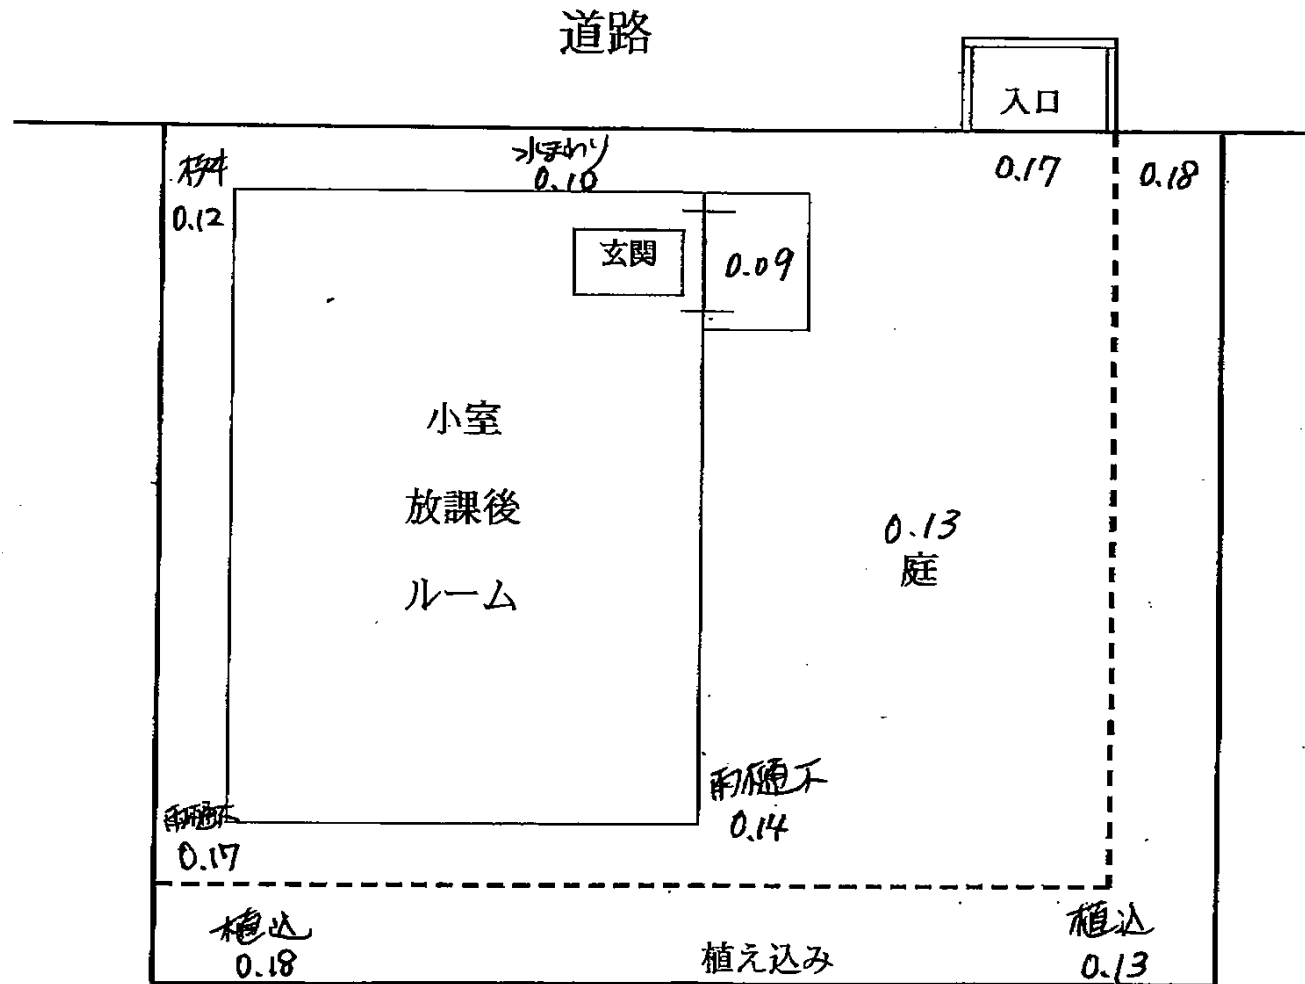 道路
入口
桝
0.12
水まわり
0.10
0.17
0.18
玄関
0.09
小室
放課後
ルーム
0.13
庭
雨樋下
0.17
雨樋下
0.14
植込
0.18
植え込み
植込
0.13